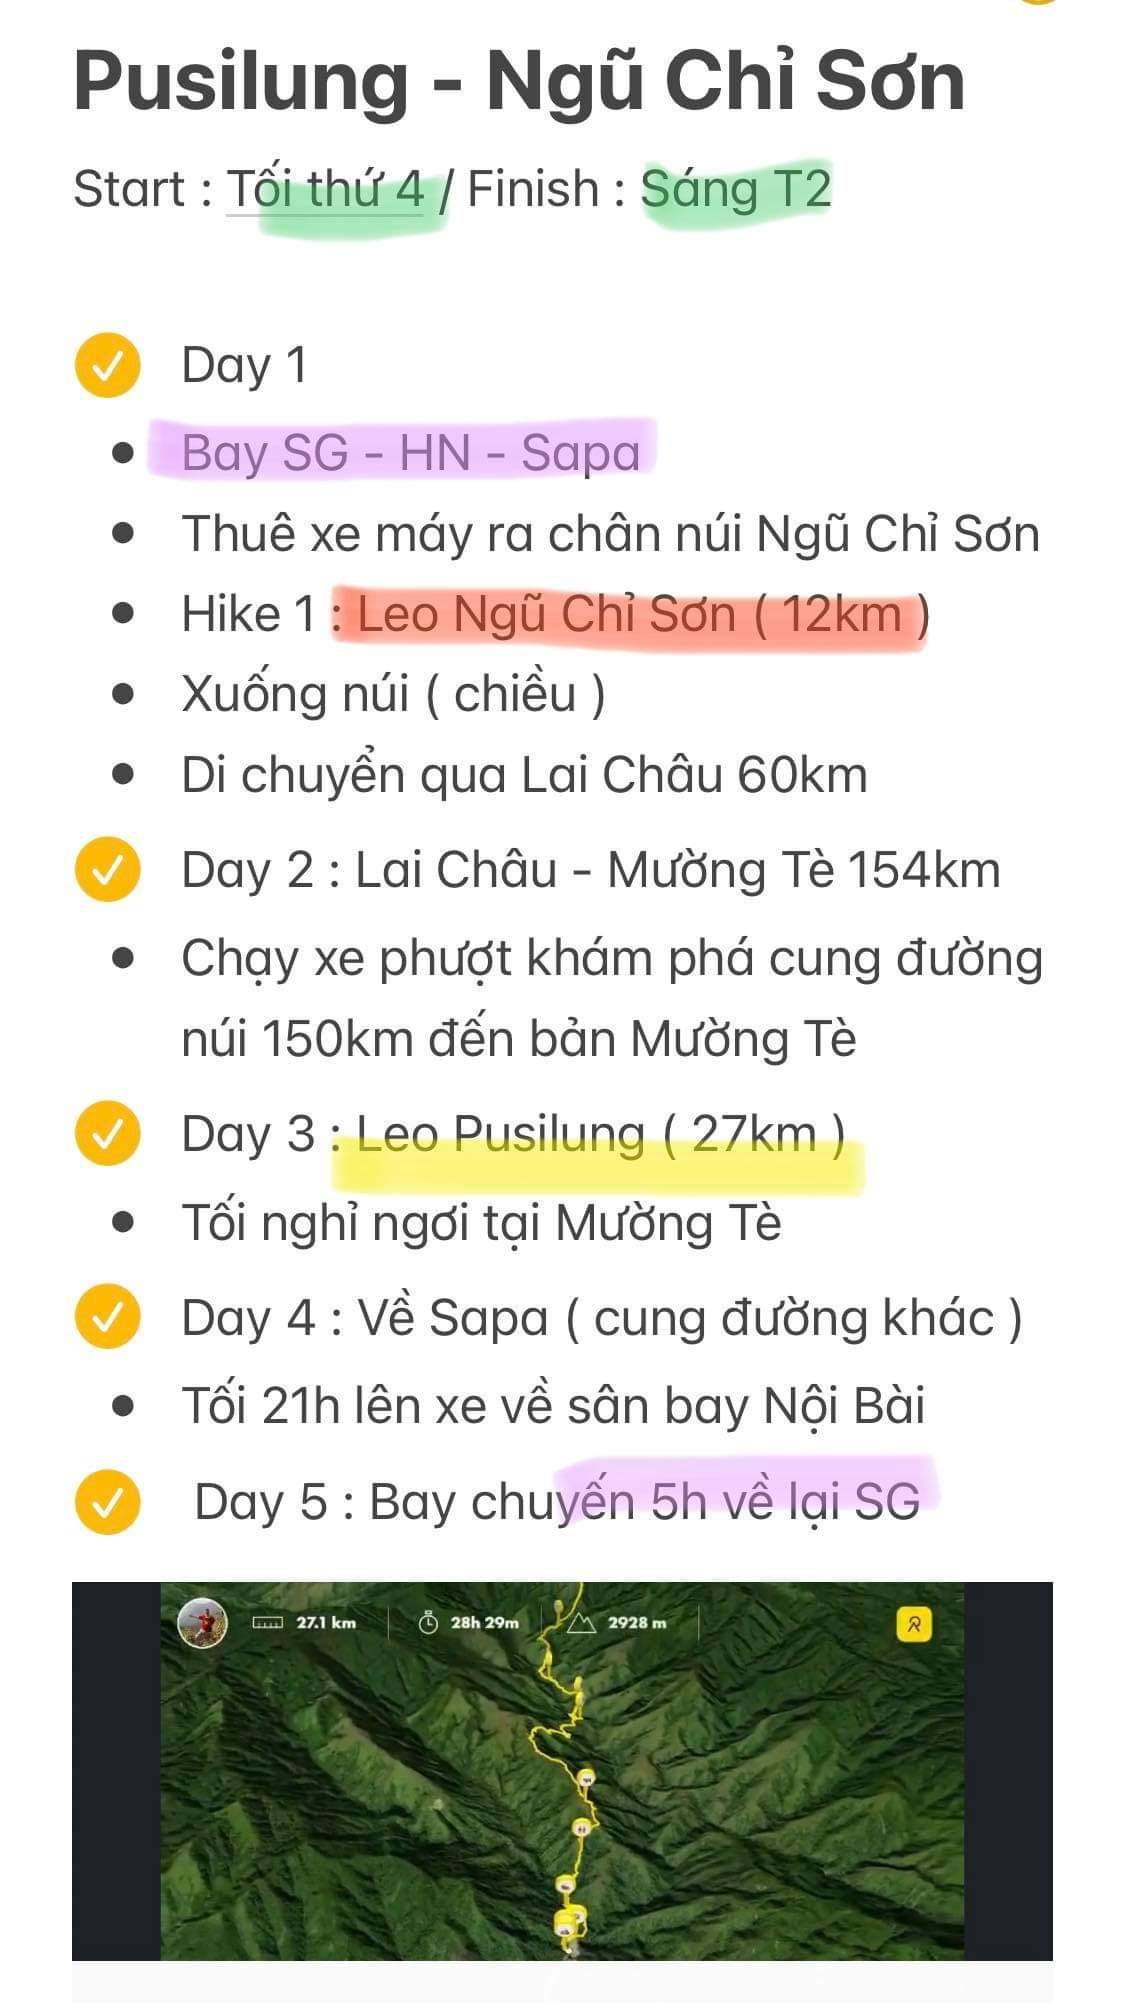 Pusilung - Ngũ Chỉ Sơn
Start : Tối thứ 4 / Finish : Sáng T2
Day 1
Bay SG - HN - Sapa
Thuê xe máy ra chân núi Ngũ Chỉ Sơn
Hike 1 : Leo Ngũ Chỉ Sơn ( 12km )
Xuống núi ( chiều )
Di chuyển qua Lai Châu 60km
Day 2 : Lai Châu - Mường Tè 154km
Chạy xe phượt khám phá cung đường
núi 150km đến bản Mường Tè
Day 3 : Leo Pusilung ( 27km )
Tối nghỉ ngơi tại Mường Tè
Day 4 : Về Sapa ( cung đường khác )
Tối 21h lên xe về sân bay Nội Bài
Day 5 : Bay chuyến 5h về lại SG
27.1 km 28h 29m 2928 m